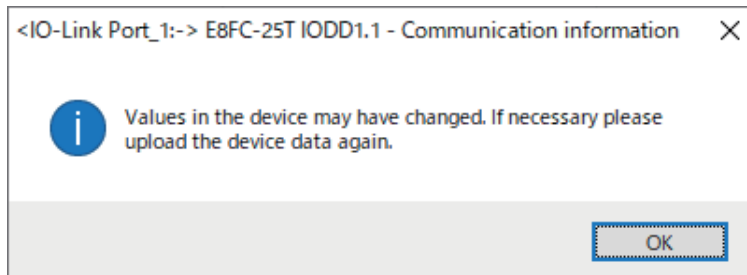 <IO-Link Port_1:-> E8FC-25T IODD1.1 - Communication information
Values in the device may have changed. If necessary please
upload the device data again.
OK